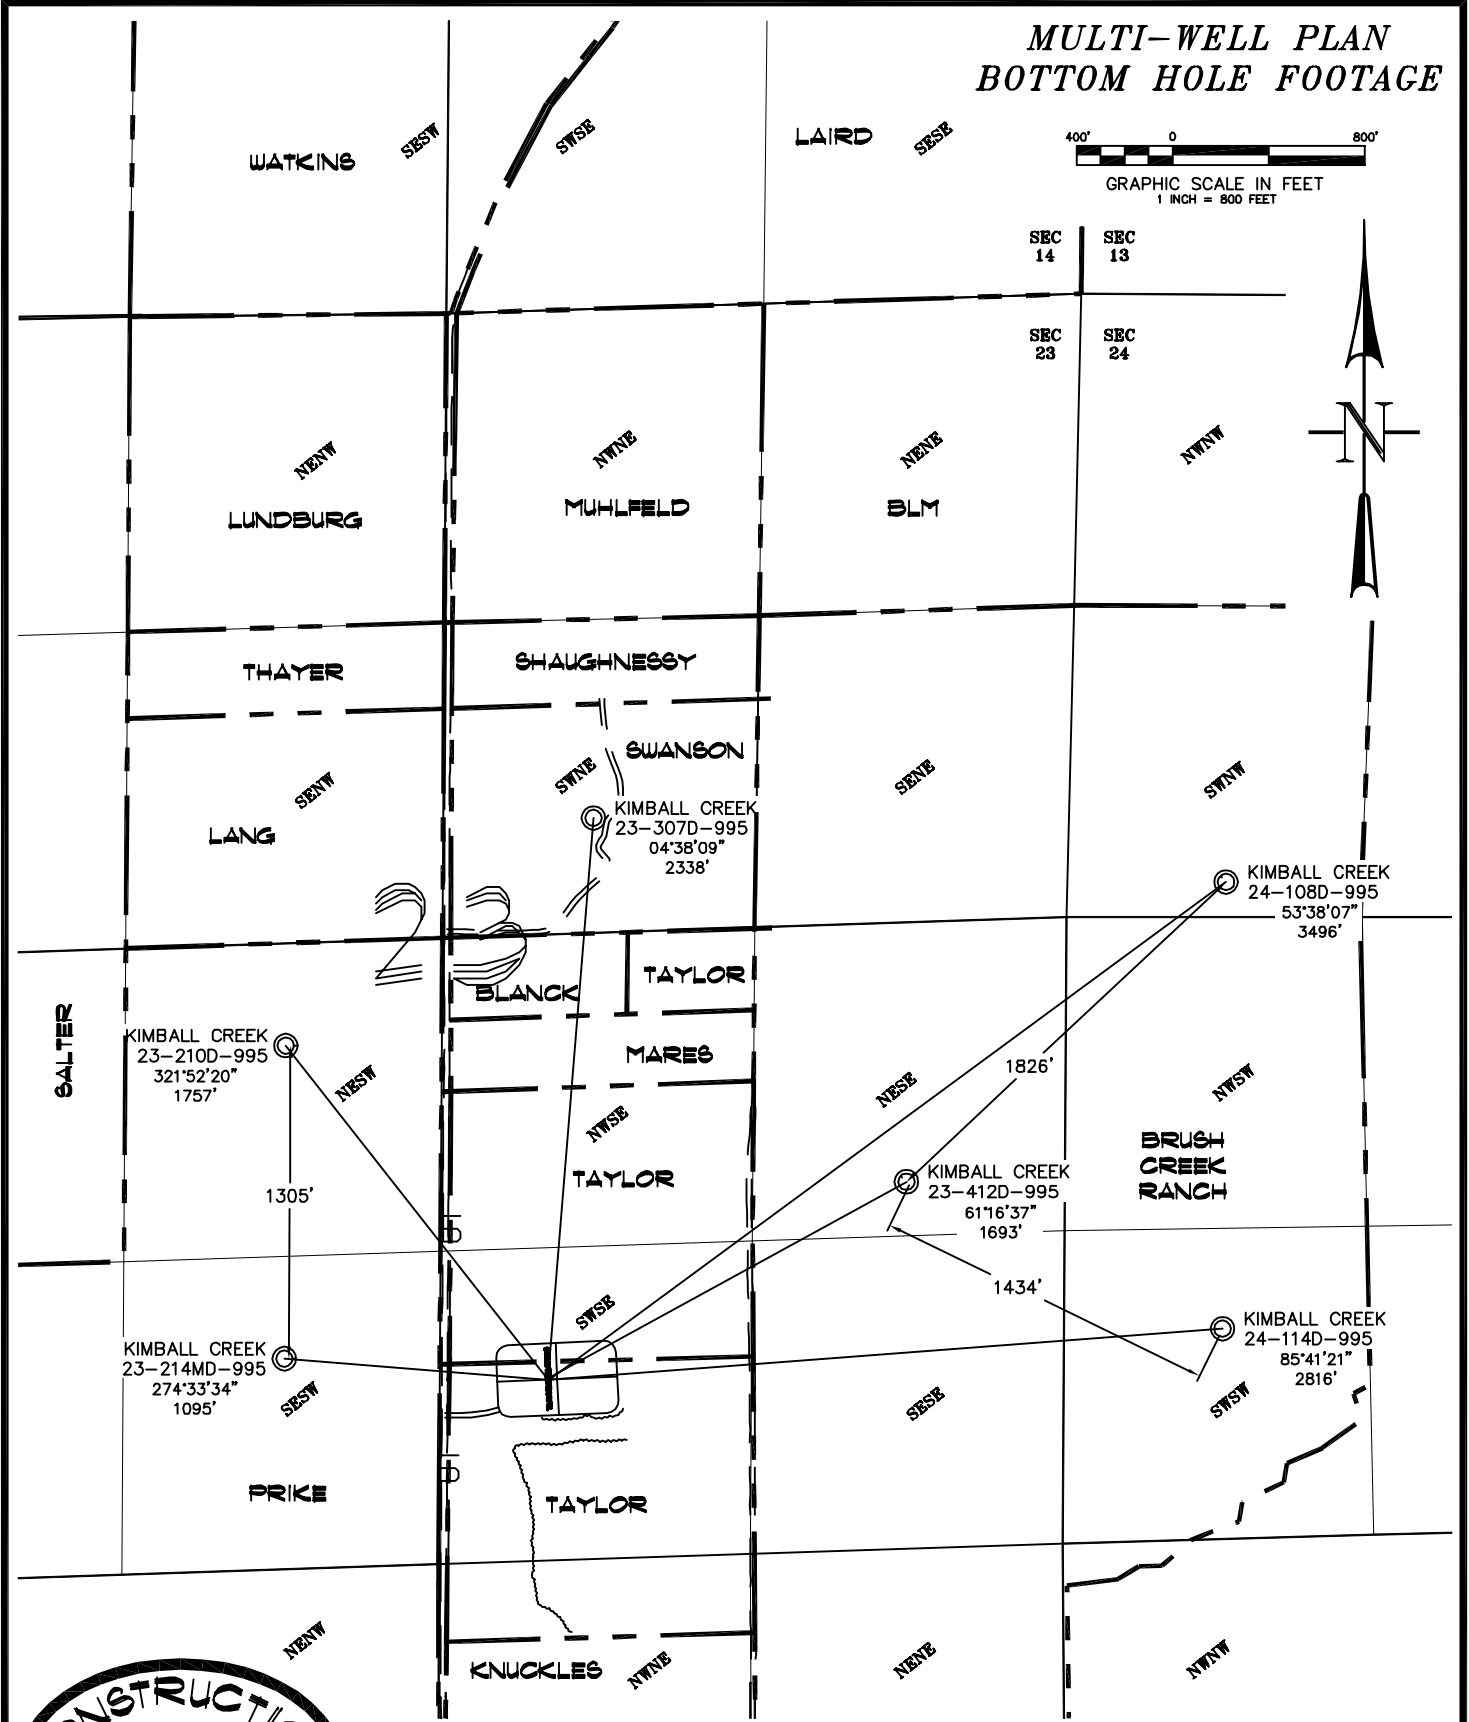 MULTI-WELL PLAN
BOTTOM HOLE FOOTAGE
400' 0 800'
GRAPHIC SCALE IN FEET
1 INCH = 800 FEET
WATKINS
SESW
SWSE
LAIRD
SESE
SEC 14
SEC 13
SEC 23
SEC 24
N
NENW
LUNDBURG
NWNE
MUHLFELD
NENE
BLM
NWNW
THAYER
SHAUGHNESSY
SWANSON
SENW
LANG
SWNE
KIMBALL CREEK
23-307D-995
04°38'09"
2338'
SENE
SWNW
KIMBALL CREEK
24-108D-995
53°38'07"
3496'
23
BLANCK
TAYLOR
SALTER
KIMBALL CREEK
23-210D-995
321°52'20"
1757'
NESW
MARES
NWSE
TAYLOR
1826'
NESE
NWSW
BRUSH
CREEK
RANCH
1305'
KIMBALL CREEK
23-412D-995
61°16'37"
1693'
1434'
SWSE
KIMBALL CREEK
24-114D-995
85°41'21"
2816'
KIMBALL CREEK
23-214MD-995
274°33'34"
1095'
SESW
SESE
SWSW
PRIKE
TAYLOR
NENW
KNUCKLES
NWNE
NENE
NWNW